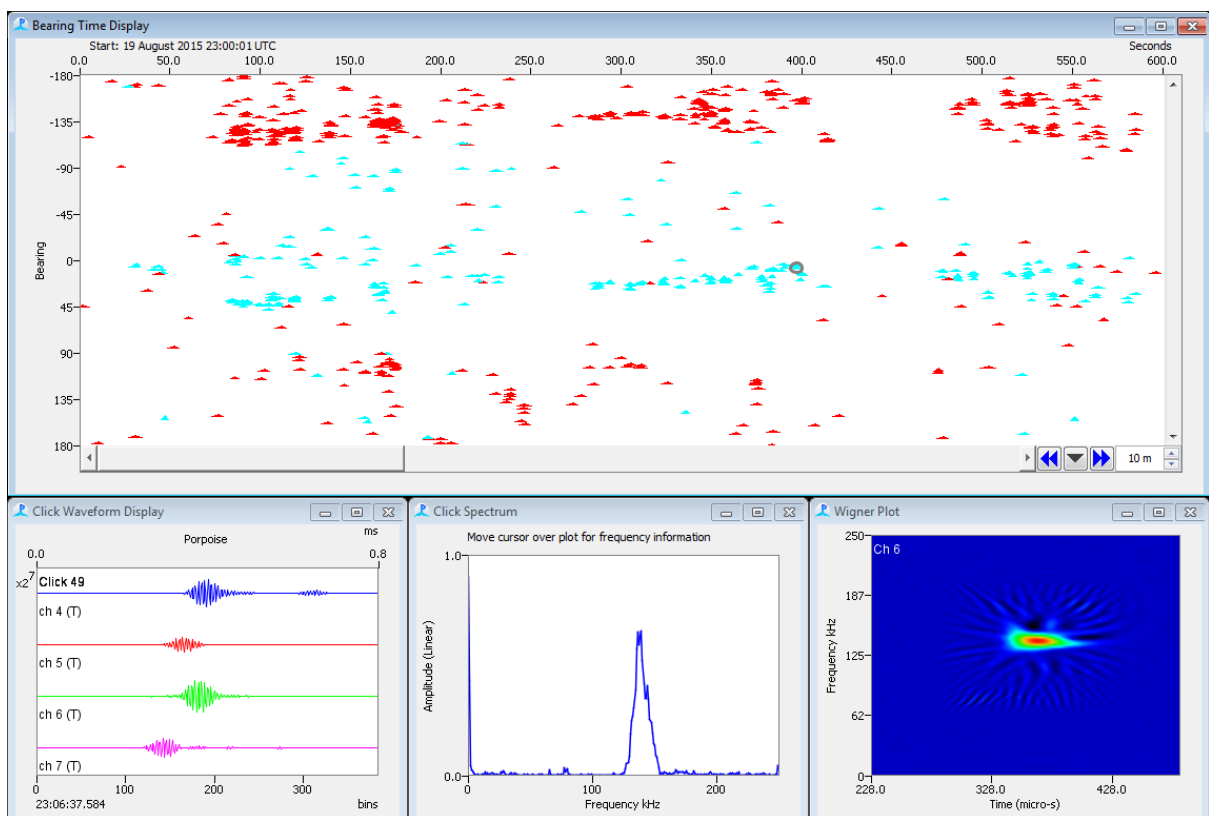 Bearing Time Display
Start: 19 August 2015 23:00:01 UTC Seconds
0.0 50.0 100.0 150.0 200.0 250.0 300.0 350.0 400.0 450.0 500.0 550.0 600.0
-180
-135
-90
-45
Bearing
0
45
90
135
180
10 m
Click Waveform Display
Porpoise ms
0.0 0.8
x2^7
Click 49
ch 4 (T)
ch 5 (T)
ch 6 (T)
ch 7 (T)
0 100 200 300
23:06:37.584 bins
Click Spectrum
Move cursor over plot for frequency information
1.0
Amplitude (Linear)
0.0
0 100 200
Frequency kHz
Wigner Plot
Ch 6
250
187
Frequency kHz
125
62
0
228.0 328.0 428.0
Time (micro-s)